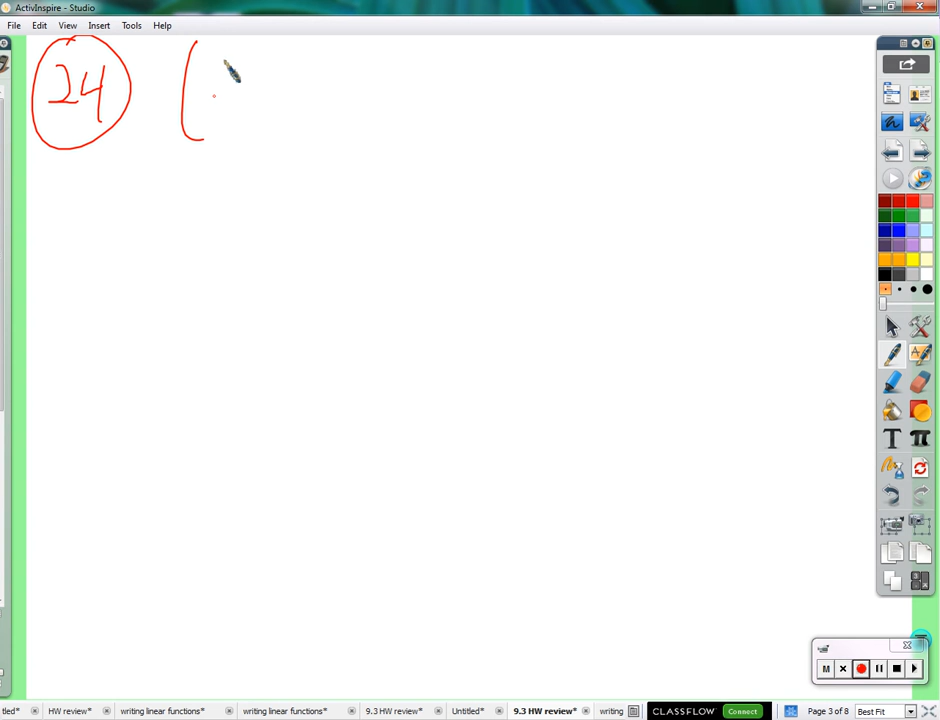 ActivInspire - Studio
File Edit View Insert Tools Help
24 (
M
T
titled* HW review* writing linear functions* writing linear functions* 9.3 HW review* Untitled* 9.3 HW review* writing CLASSFLOW Connect Page 3 of 8 Best Fit